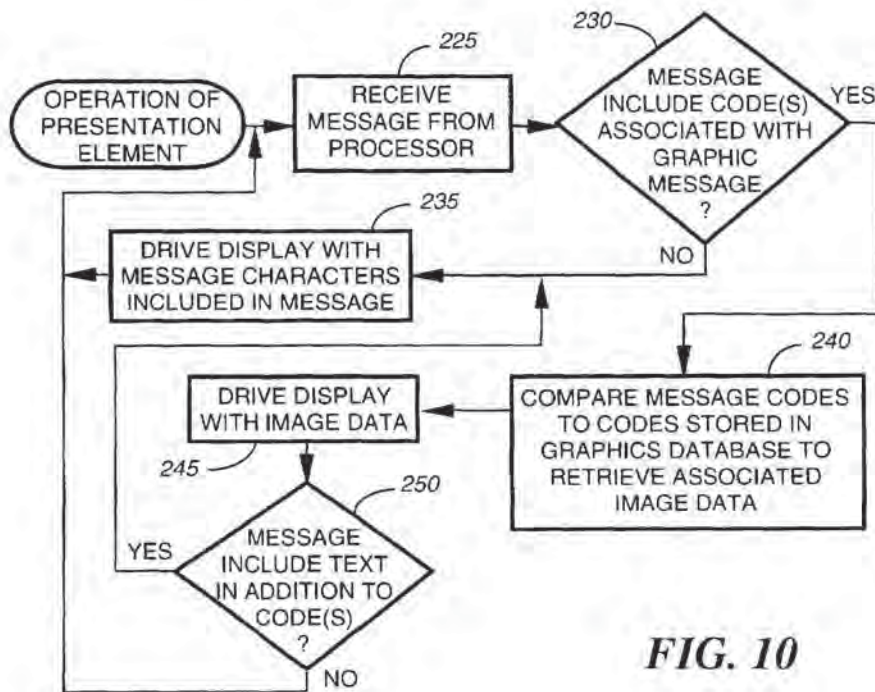 OPERATION OF
PRESENTATION
ELEMENT
225
RECEIVE
MESSAGE FROM
PROCESSOR
230
MESSAGE
INCLUDE CODE(S)
ASSOCIATED WITH
GRAPHIC
MESSAGE
?
YES
NO
235
DRIVE DISPLAY WITH
MESSAGE CHARACTERS
INCLUDED IN MESSAGE
240
COMPARE MESSAGE CODES
TO CODES STORED IN
GRAPHICS DATABASE TO
RETRIEVE ASSOCIATED
IMAGE DATA
DRIVE DISPLAY
WITH IMAGE DATA
245
250
MESSAGE
INCLUDE TEXT
IN ADDITION TO
CODE(S)
?
YES
NO
FIG. 10